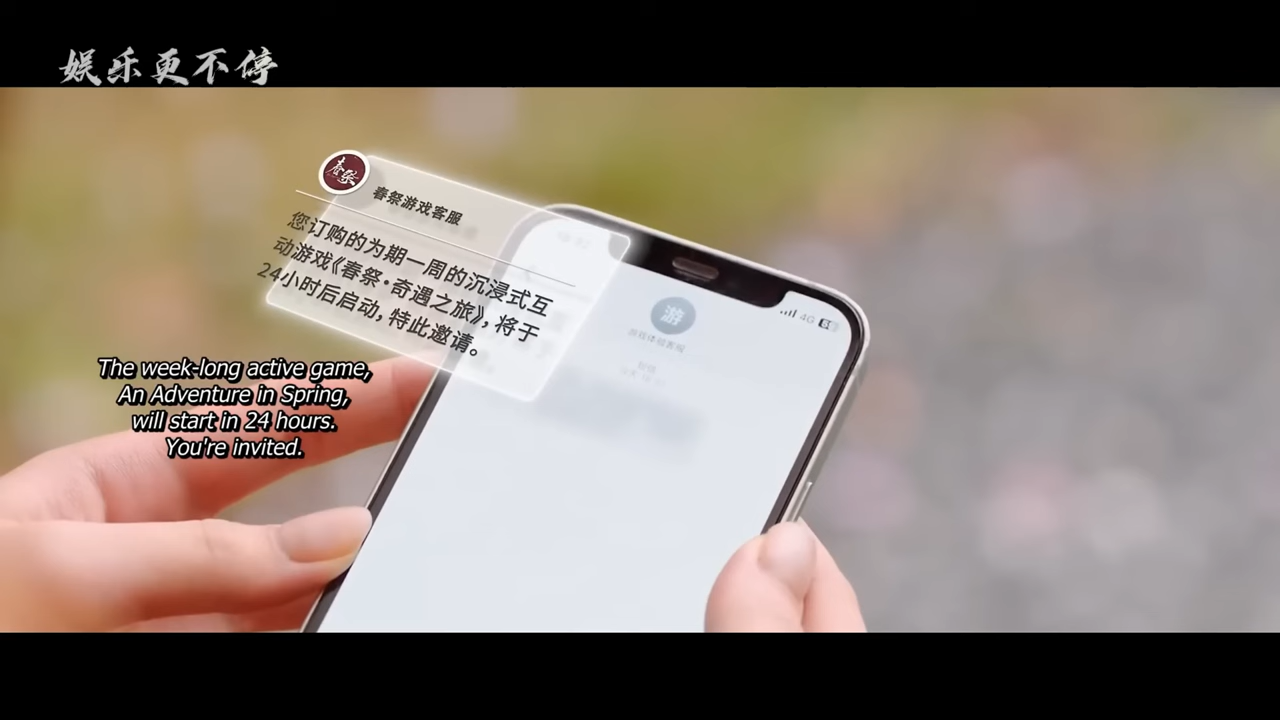 娱乐更不停
春祭
春祭游戏客服
您订购的为期一周的沉浸式互
动游戏《春祭·奇遇之旅》，将于
24小时后启动，特此邀请。
游
4G
The week-long active game,
An Adventure in Spring,
will start in 24 hours.
You're invited.